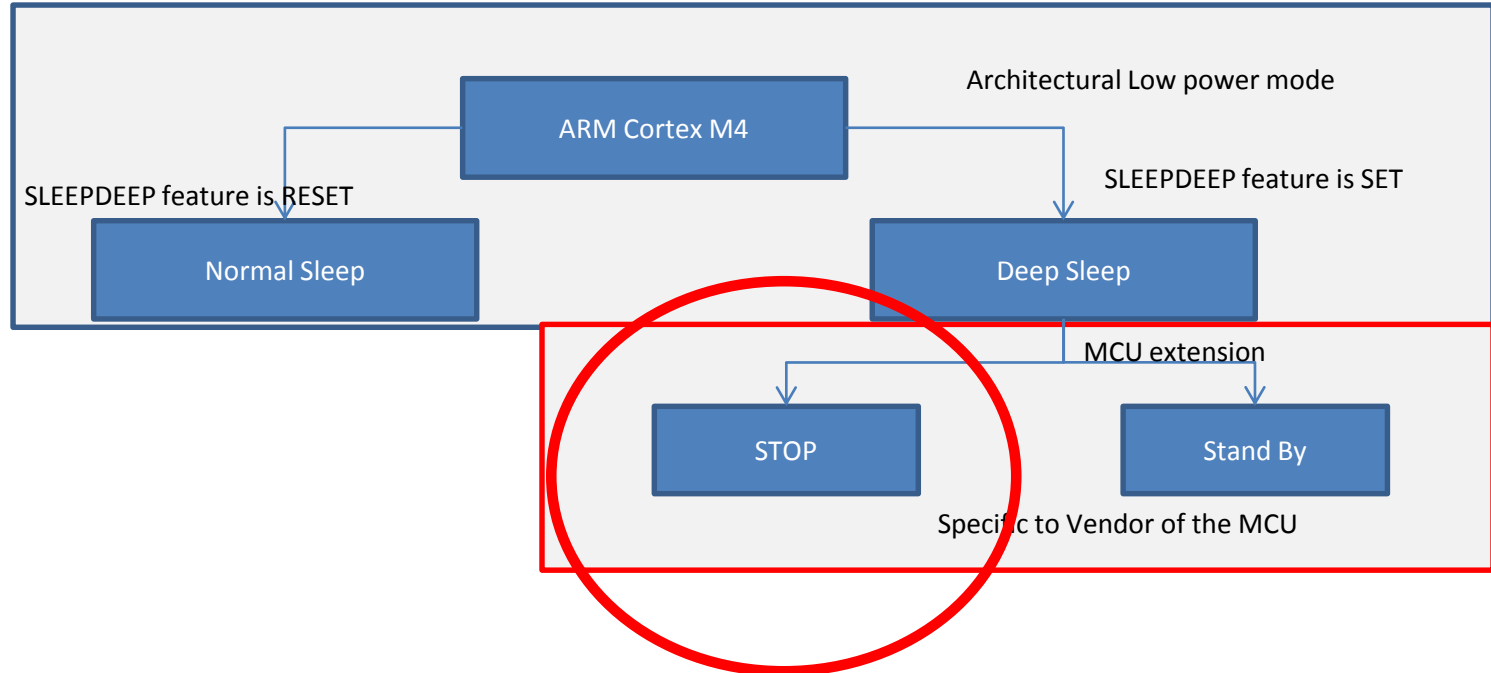 Architectural Low power mode
ARM Cortex M4
SLEEPDEEP feature is SET
SLEEPDEEP feature is RESET
Normal Sleep
Deep Sleep
MCU extension
STOP
Stand By
Specific to Vendor of the MCU